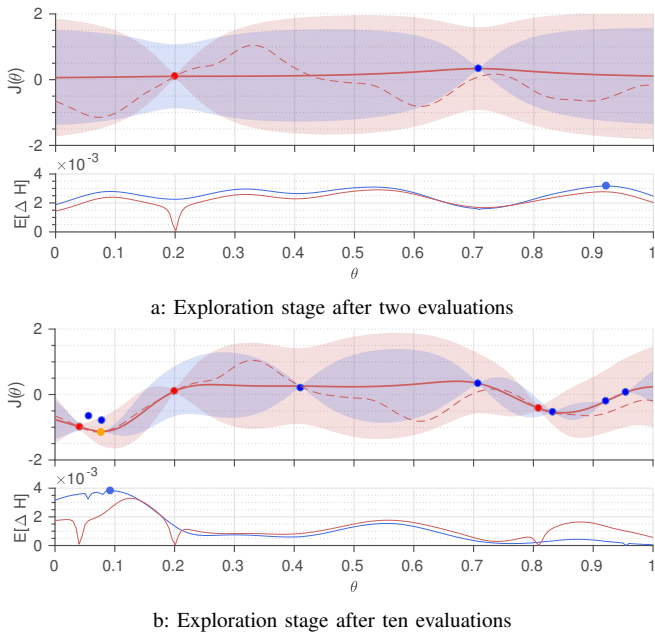 2
0
-2
J(θ)
×10⁻³
4
2
0
E[ Δ H]
0 0.1 0.2 0.3 0.4 0.5 0.6 0.7 0.8 0.9 1
θ
a: Exploration stage after two evaluations
2
0
-2
J(θ)
×10⁻³
4
2
0
E[ Δ H]
0 0.1 0.2 0.3 0.4 0.5 0.6 0.7 0.8 0.9 1
θ
b: Exploration stage after ten evaluations